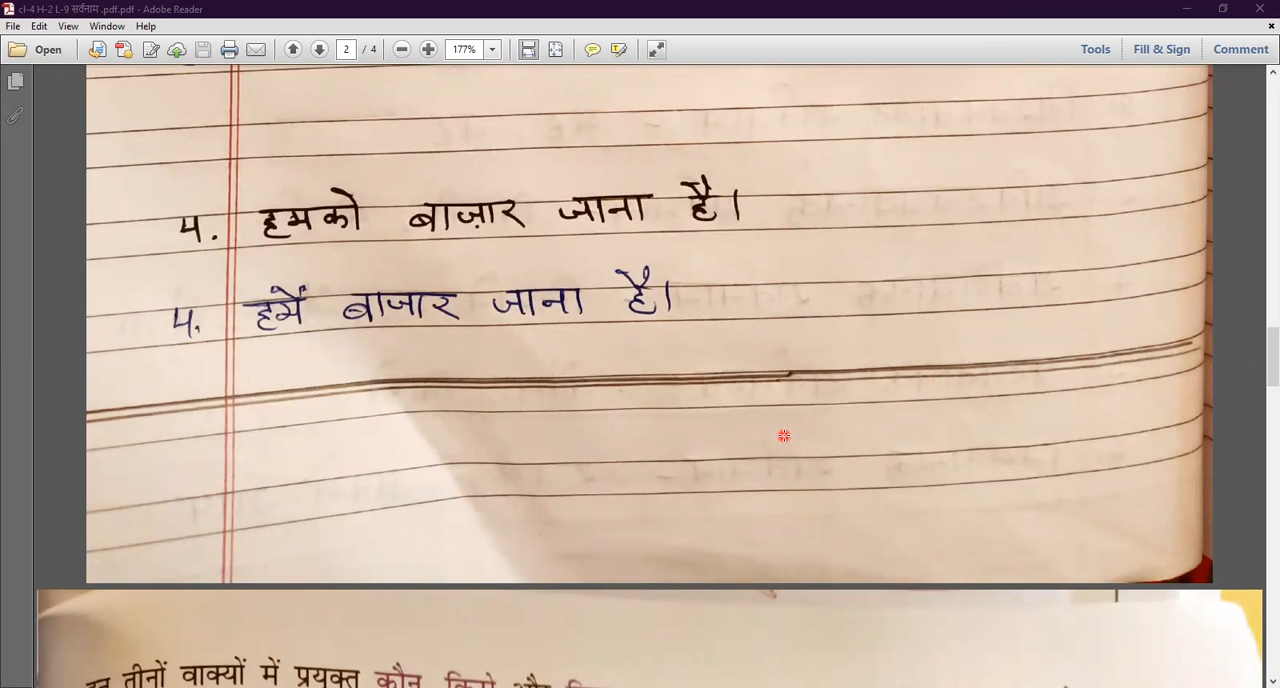 cl-4 H-2 L-9 सर्वनाम .pdf.pdf - Adobe Reader
File Edit View Window Help
Open 2 / 4 177% Tools Fill & Sign Comment
4. हमको बाज़ार जाना है।
4. हमें बाजार जाना है।
तीनों वाक्यों में प्रयुक्त कौन